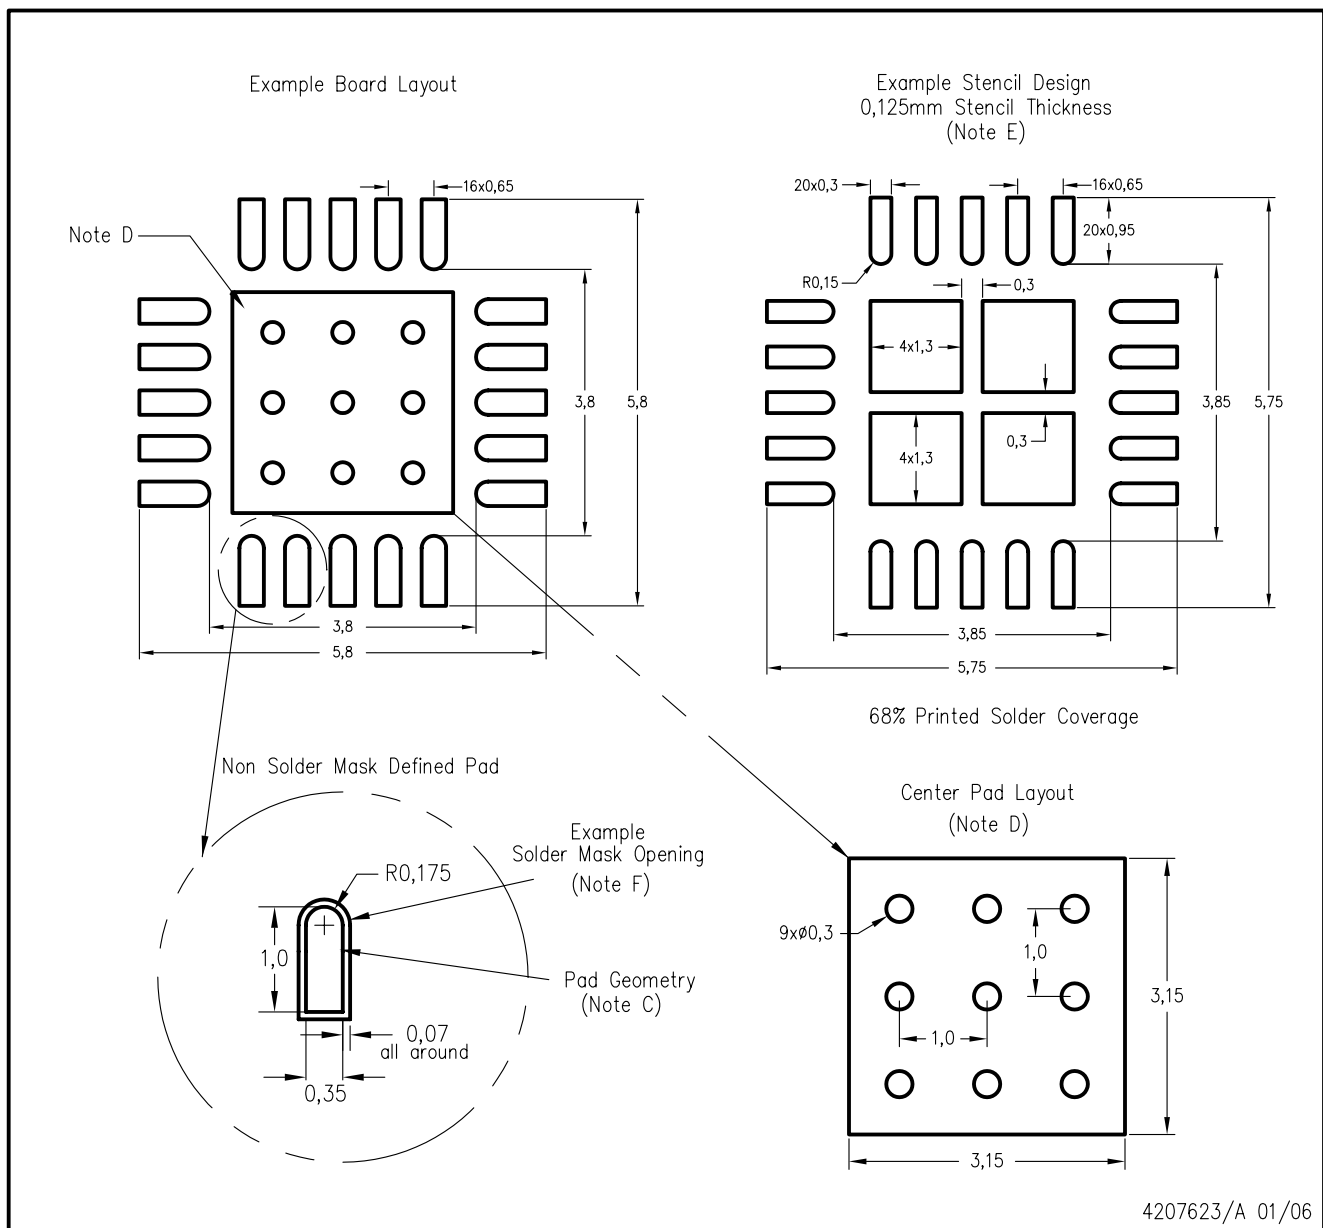 Example Board Layout
Example Stencil Design
0,125mm Stencil Thickness
(Note E)
16x0,65
Note D
3,8
5,8
3,8
5,8
20x0,3
16x0,65
20x0,95
R0,15
0,3
4x1,3
3,85
5,75
0,3
4x1,3
3,85
5,75
68% Printed Solder Coverage
Non Solder Mask Defined Pad
Example
Solder Mask Opening
(Note F)
R0,175
1,0
Pad Geometry
(Note C)
0,07
all around
0,35
Center Pad Layout
(Note D)
9xø0,3
1,0
3,15
1,0
3,15
4207623/A 01/06